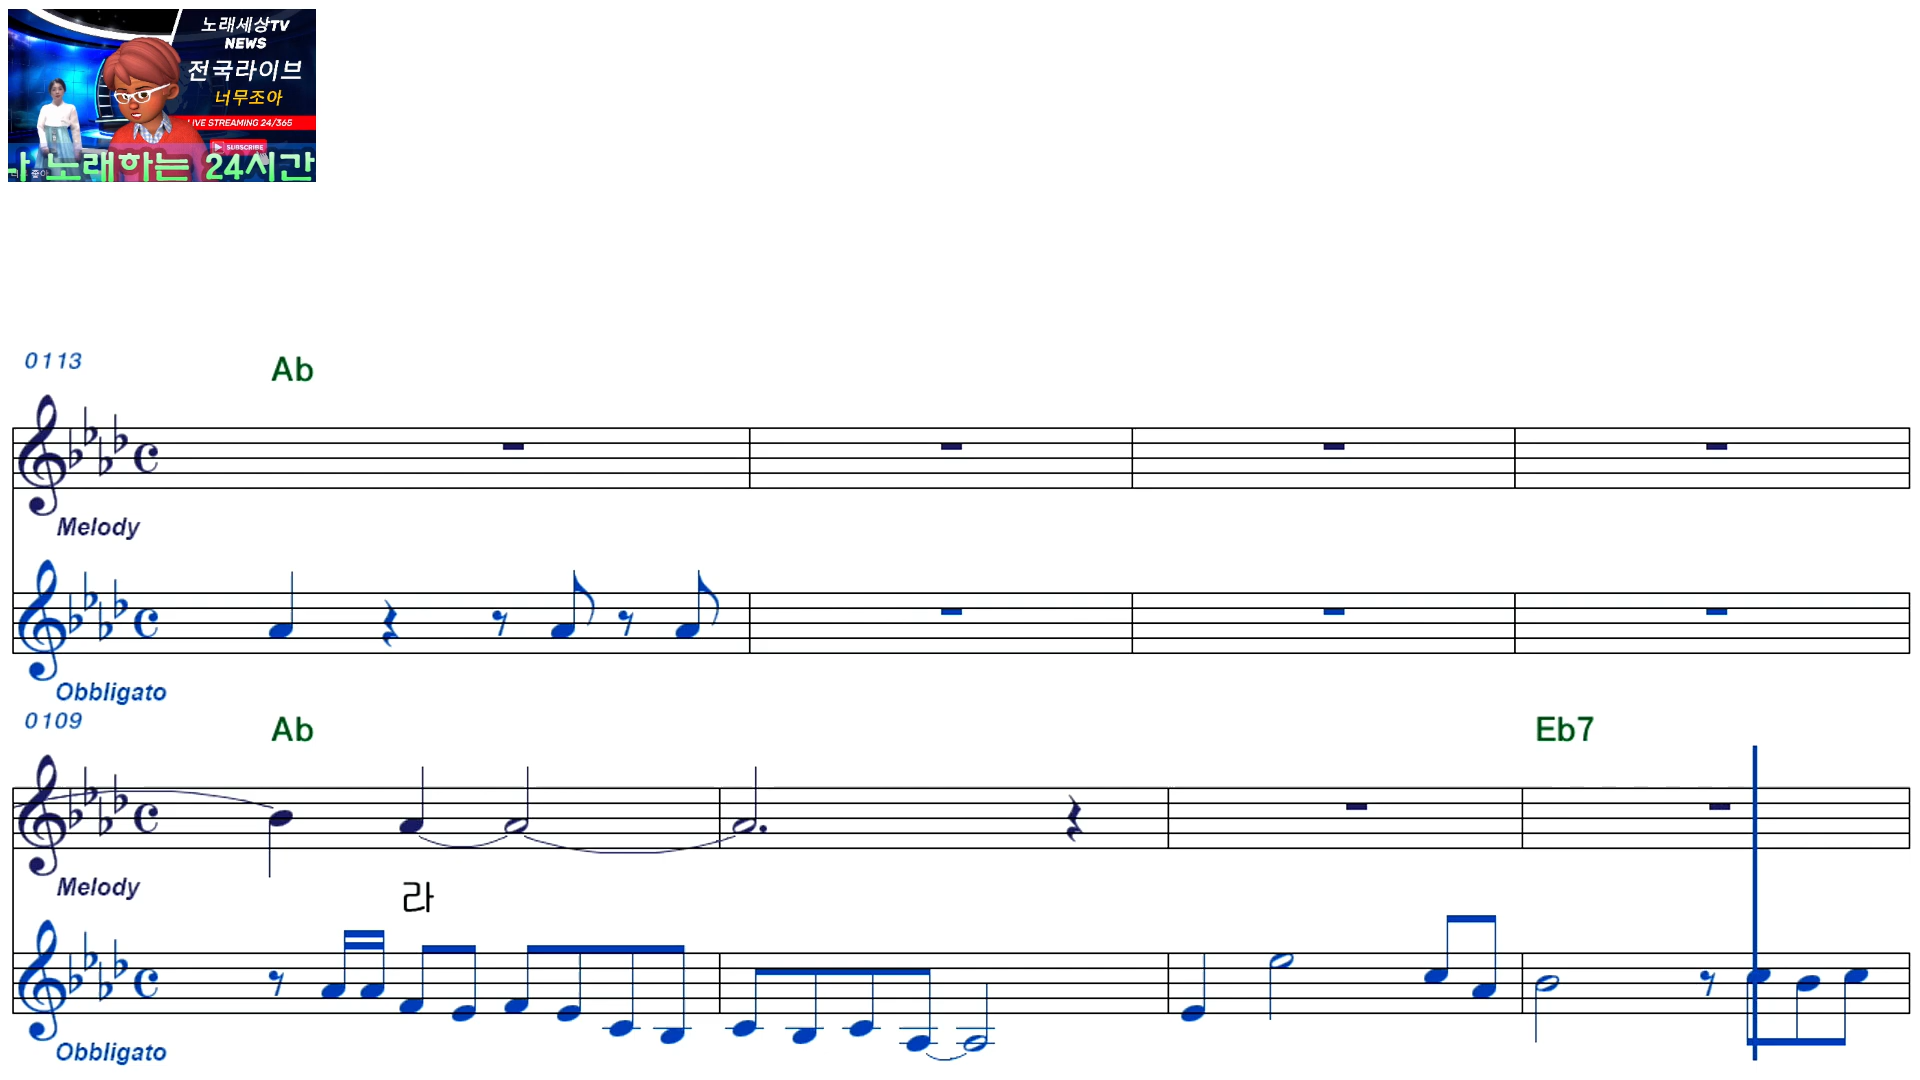 노래세상TV
NEWS
전국라이브
너무조아
LIVE STREAMING 24/365
SUBSCRIBE
노래하는 24시간
0113
Ab
Melody
Obbligato
0109
Ab
Eb7
Melody
라
Obbligato